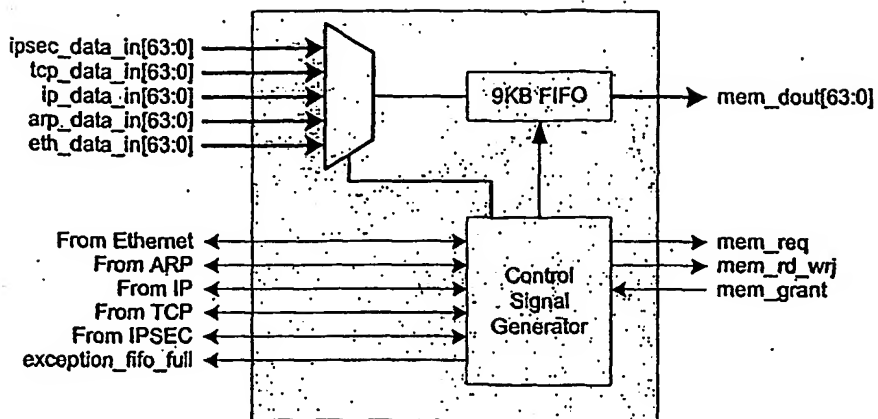 ipsec_data_in[63:0]
tcp_data_in[63:0]
ip_data_in[63:0]
arp_data_in[63:0]
eth_data_in[63:0]
9KB FIFO
mem_dout[63:0]
From Ethernet
From ARP
From IP
From TCP
From IPSEC
exception_fifo_full
Control
Signal
Generator
mem_req
mem_rd_wrj
mem_grant